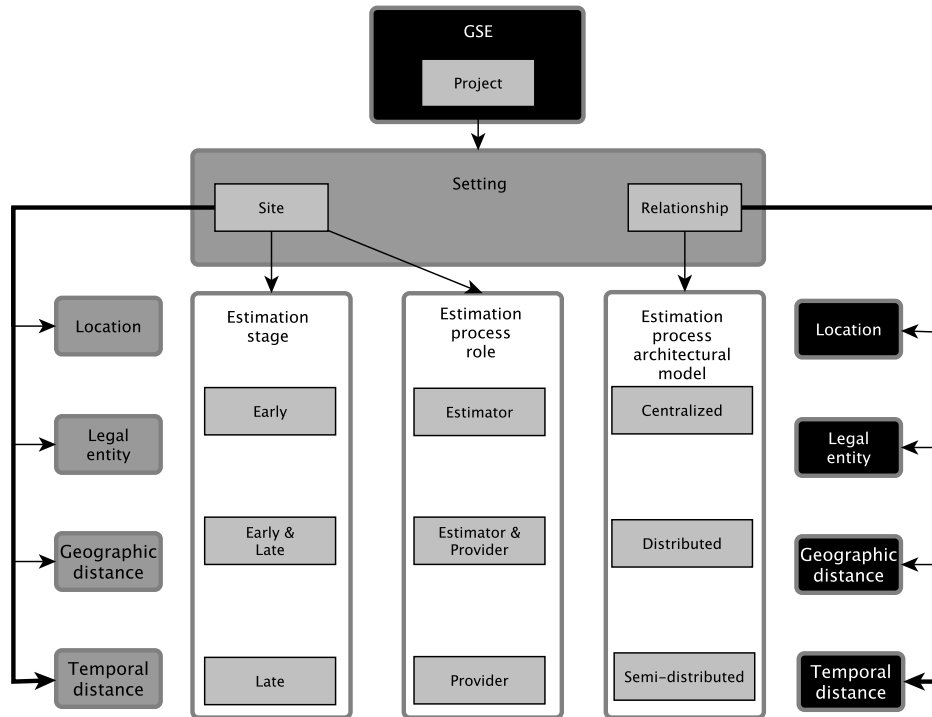 GSE
Project
Setting
Site
Relationship
Location
Legal
entity
Geographic
distance
Temporal
distance
Estimation
stage
Early
Early &
Late
Late
Estimation
process
role
Estimator
Estimator &
Provider
Provider
Estimation
process
architectural
model
Centralized
Distributed
Semi-distributed
Location
Legal
entity
Geographic
distance
Temporal
distance